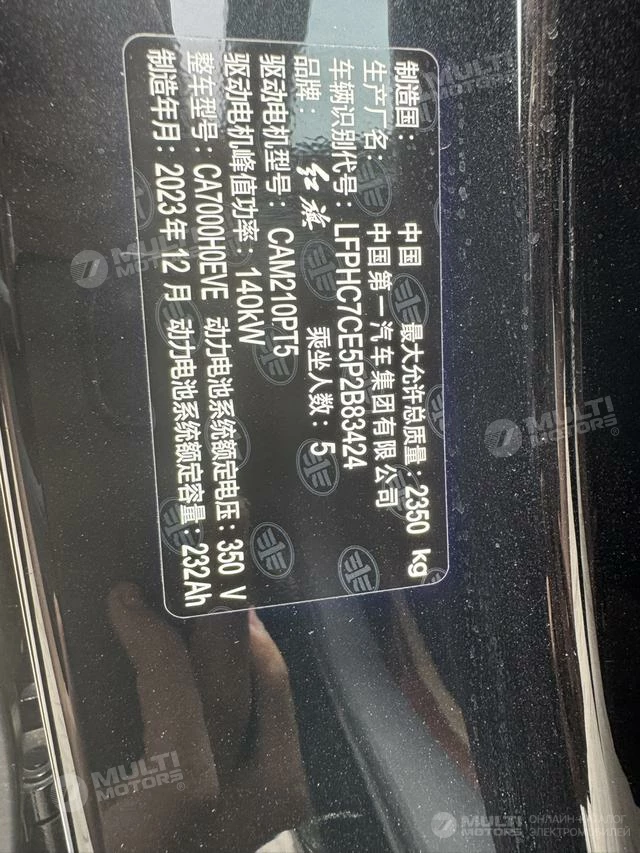 制造国: 中国 最大允许总质量: 2350 kg
生产厂名: 中国第一汽车集团有限公司
车辆识别代号: LFPHC7CE5P2B83424
品牌: 红旗 乘坐人数: 5
驱动电机型号: CAM210PT5
驱动电机峰值功率: 140kW
整车型号: CA7000H0EVE 动力电池系统额定电压: 350 V
制造年月: 2023年12月 动力电池系统额定容量: 232Ah
MULTI MOTORS
MULTI MOTORS
MULTI MOTORS
MULTI MOTORS ОНЛАЙН-КАТАЛОГ ЭЛЕКТРОМОБИЛЕЙ